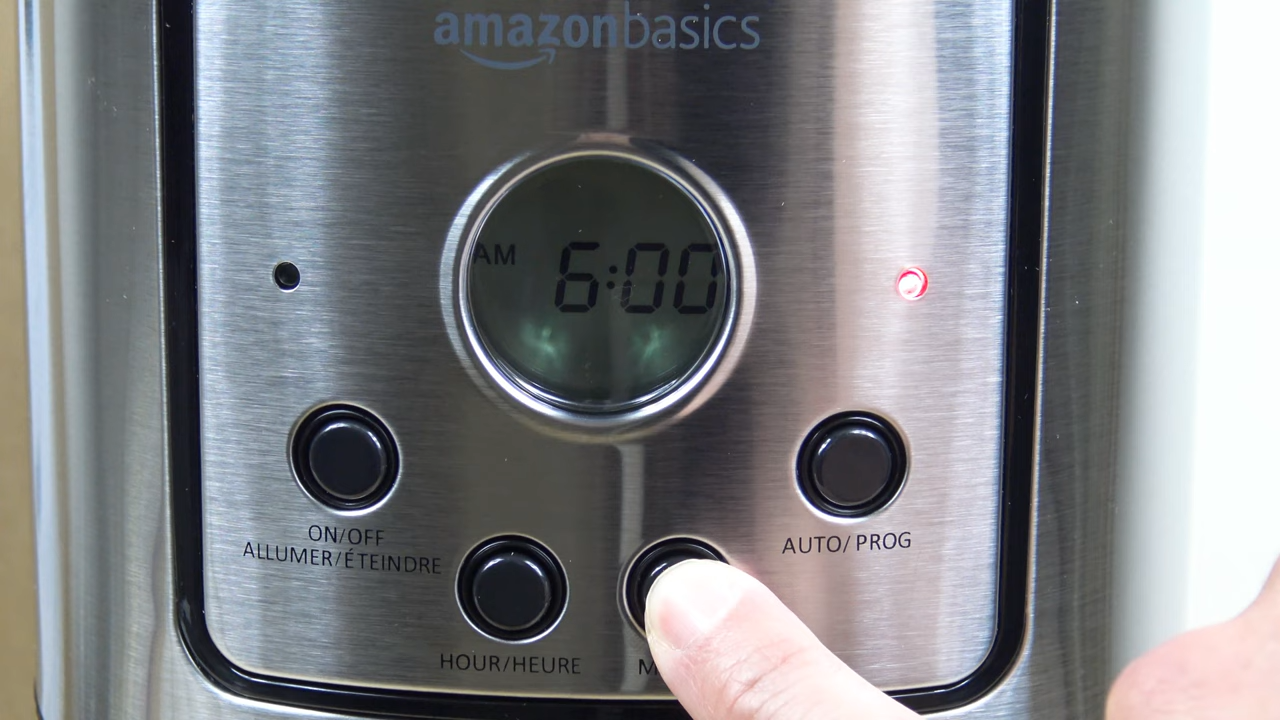 amazonbasics
AM 6:00
ON/OFF
ALLUMER/ÉTEINDRE
AUTO/PROG
HOUR/HEURE